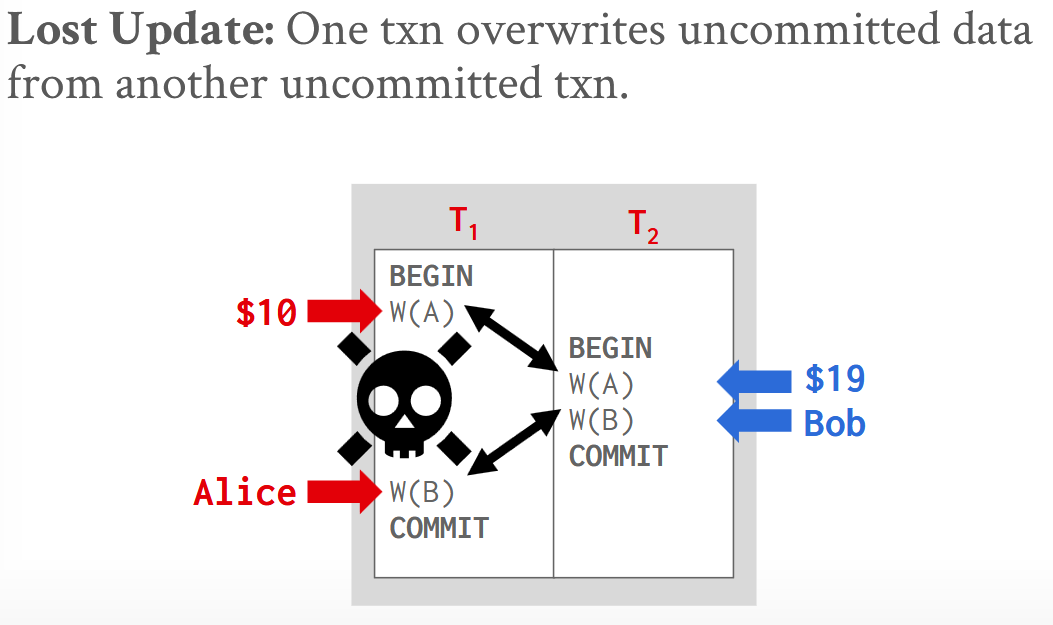 Lost Update: One txn overwrites uncommitted data
from another uncommitted txn.
T1 T2
BEGIN
$10 W(A)
BEGIN
W(A) $19
W(B) Bob
COMMIT
Alice W(B)
COMMIT